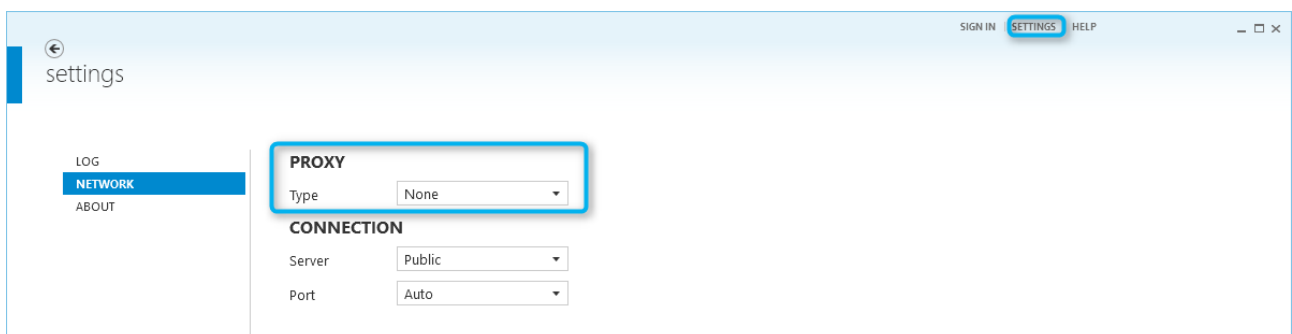 SIGN IN SETTINGS HELP
settings
LOG
NETWORK
ABOUT
PROXY
Type None
CONNECTION
Server Public
Port Auto